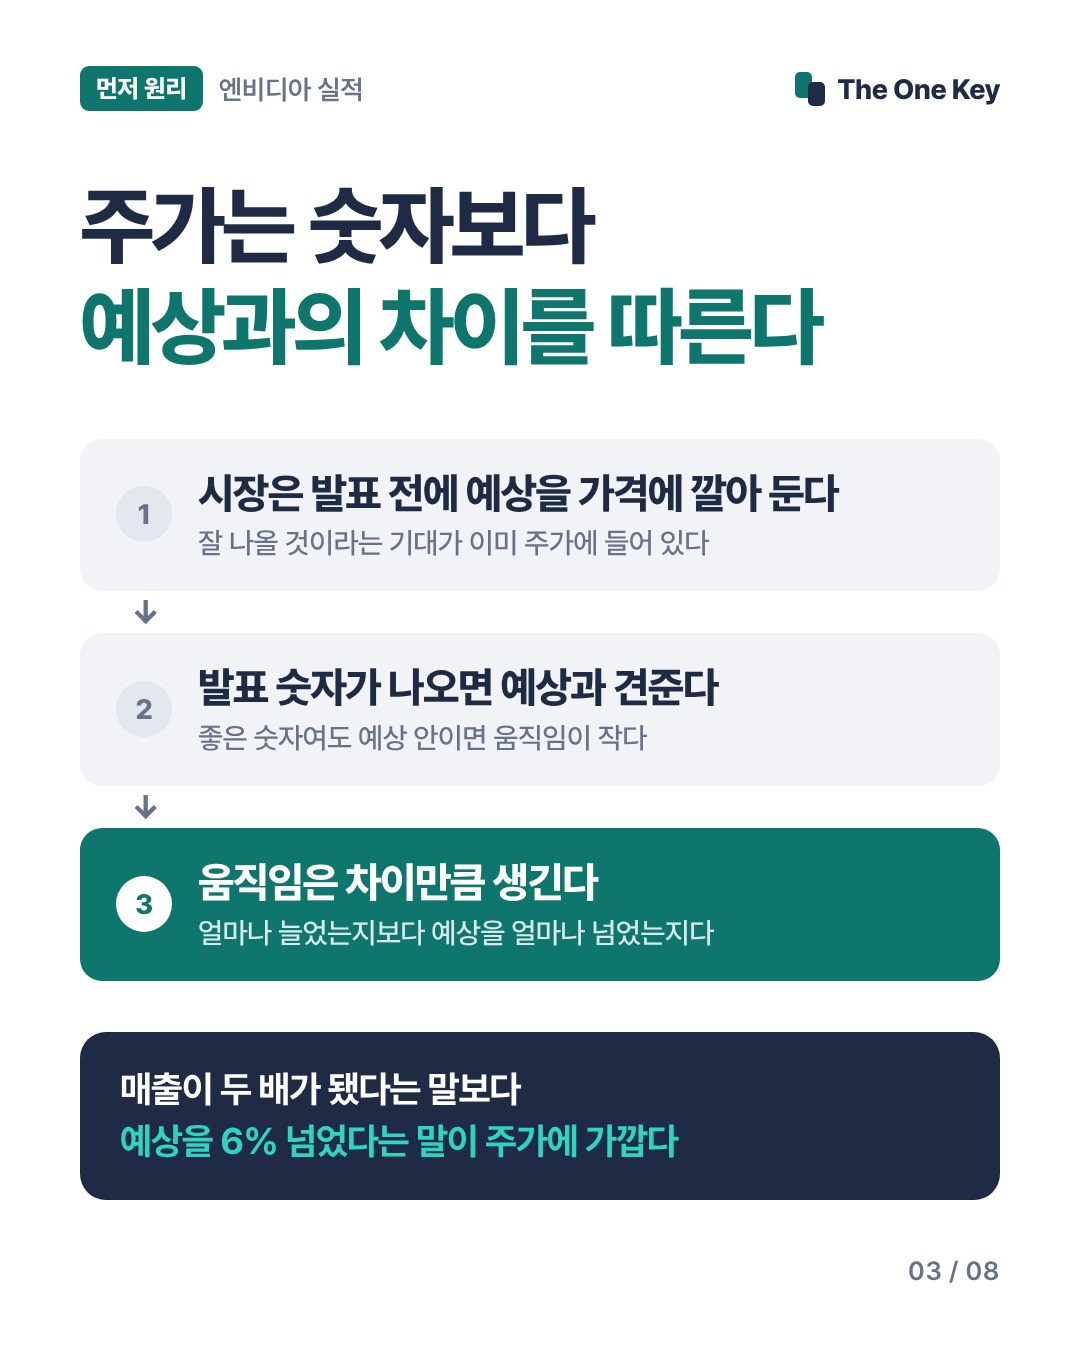 먼저 원리
엔비디아 실적
The One Key
주가는 숫자보다
예상과의 차이를 따른다
1
시장은 발표 전에 예상을 가격에 깔아 둔다
잘 나올 것이라는 기대가 이미 주가에 들어 있다
↓
2
발표 숫자가 나오면 예상과 견준다
좋은 숫자여도 예상 안이면 움직임이 작다
↓
3
움직임은 차이만큼 생긴다
얼마나 늘었는지보다 예상을 얼마나 넘었는지다
매출이 두 배가 됐다는 말보다
예상을 6% 넘었다는 말이 주가에 가깝다
03 / 08